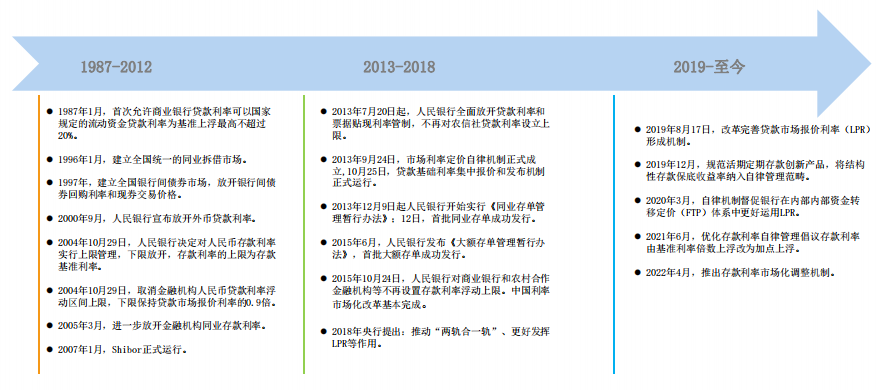 1987-2012
2013-2018
2019-至今
● 1987年1月，首次允许商业银行贷款利率可以国家
规定的流动资金贷款利率为基准上浮最高不超过
20%。
● 1996年1月，建立全国统一的同业拆借市场。
● 1997年，建立全国银行间债券市场，放开银行间债
券回购利率和现券交易价格。
● 2000年9月，人民银行宣布放开外币贷款利率。
● 2004年10月29日，人民银行决定对人民币存款利率
实行上限管理，下限放开，存款利率的上限为存款
基准利率。
● 2004年10月29日，取消金融机构人民币贷款利率浮
动区间上限，下限保持贷款市场报价利率的0.9倍。
● 2005年3月，进一步放开金融机构同业存款利率。
● 2007年1月，Shibor正式运行。
● 2013年7月20日起，人民银行全面放开贷款利率和
票据贴现利率管制，不再对农信社贷款利率设立上
限。
● 2013年9月24日，市场利率定价自律机制正式成
立,10月25日，贷款基础利率集中报价和发布机制
正式运行。
● 2013年12月9日起人民银行开始实行《同业存单管
理暂行办法》；12日，首批同业存单成功发行。
● 2015年6月，人民银行发布《大额存单管理暂行办
法》，首批大额存单成功发行。
● 2015年10月24日，人民银行对商业银行和农村合作
金融机构等不再设置存款利率浮动上限。中国利率
市场化改革基本完成。
● 2018年央行提出：推动“两轨合一轨”、更好发挥
LPR等作用。
● 2019年8月17日，改革完善贷款市场报价利率（LPR）
形成机制。
● 2019年12月，规范活期定期存款创新产品，将结构
性存款保底收益率纳入自律管理范畴。
● 2020年3月，自律机制督促银行在内部内部资金转
移定价（FTP）体系中更好运用LPR。
● 2021年6月，优化存款利率自律管理倡议存款利率
由基准利率倍数上浮改为加点上浮。
● 2022年4月，推出存款利率市场化调整机制。